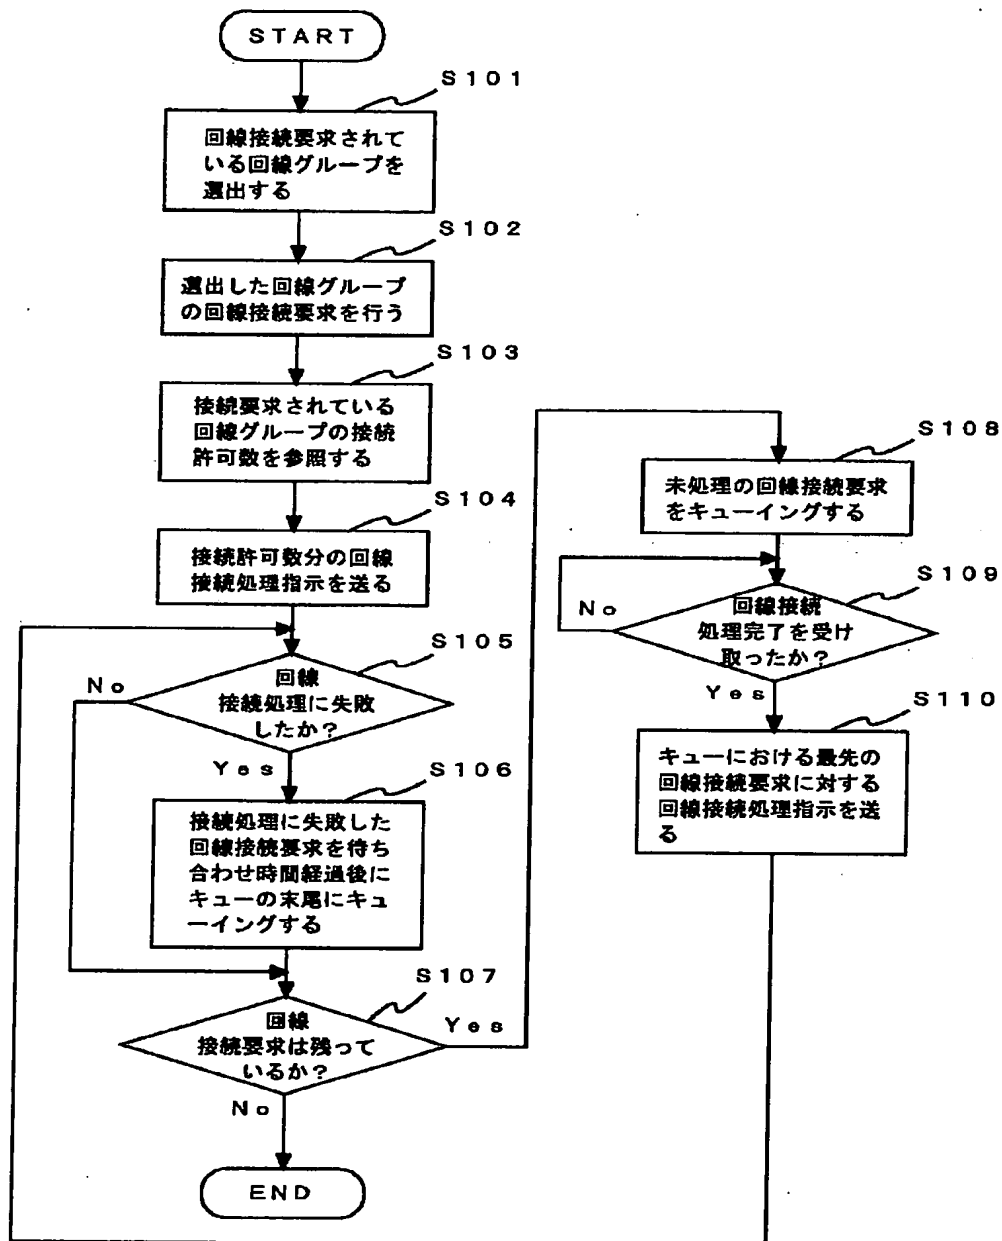 START
S101
回線接続要求されて
いる回線グループを
選出する
S102
選出した回線グループ
の回線接続要求を行う
S103
接続要求されている
回線グループの接続
許可数を参照する
S104
接続許可数分の回線
接続処理指示を送る
S105
回線
接続処理に失敗
したか?
No
Yes
S106
接続処理に失敗した
回線接続要求を待ち
合わせ時間経過後に
キューの末尾にキュ
ーイングする
S107
回線
接続要求は残って
いるか?
Yes
No
END
S108
未処理の回線接続要求
をキューイングする
S109
回線接続
処理完了を受け
取ったか?
No
Yes
S110
キューにおける最先の
回線接続要求に対する
回線接続処理指示を送
る